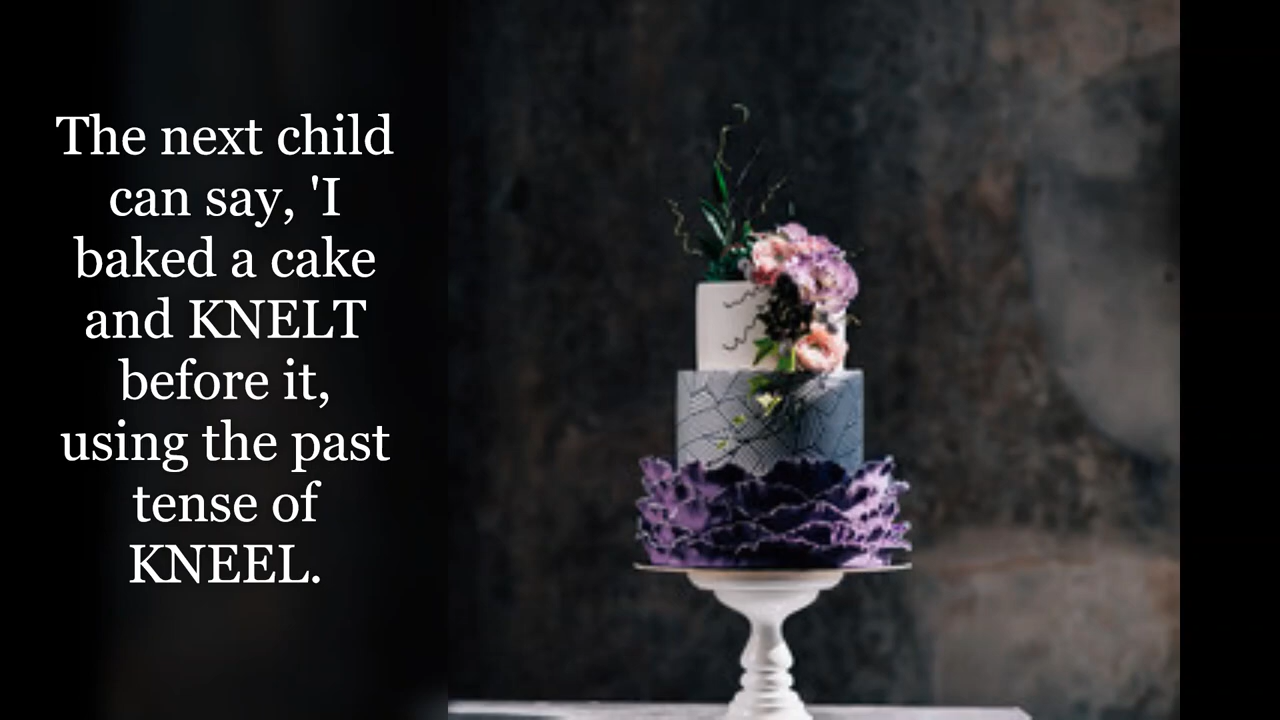 The next child
can say, 'I
baked a cake
and KNELT
before it,
using the past
tense of
KNEEL.